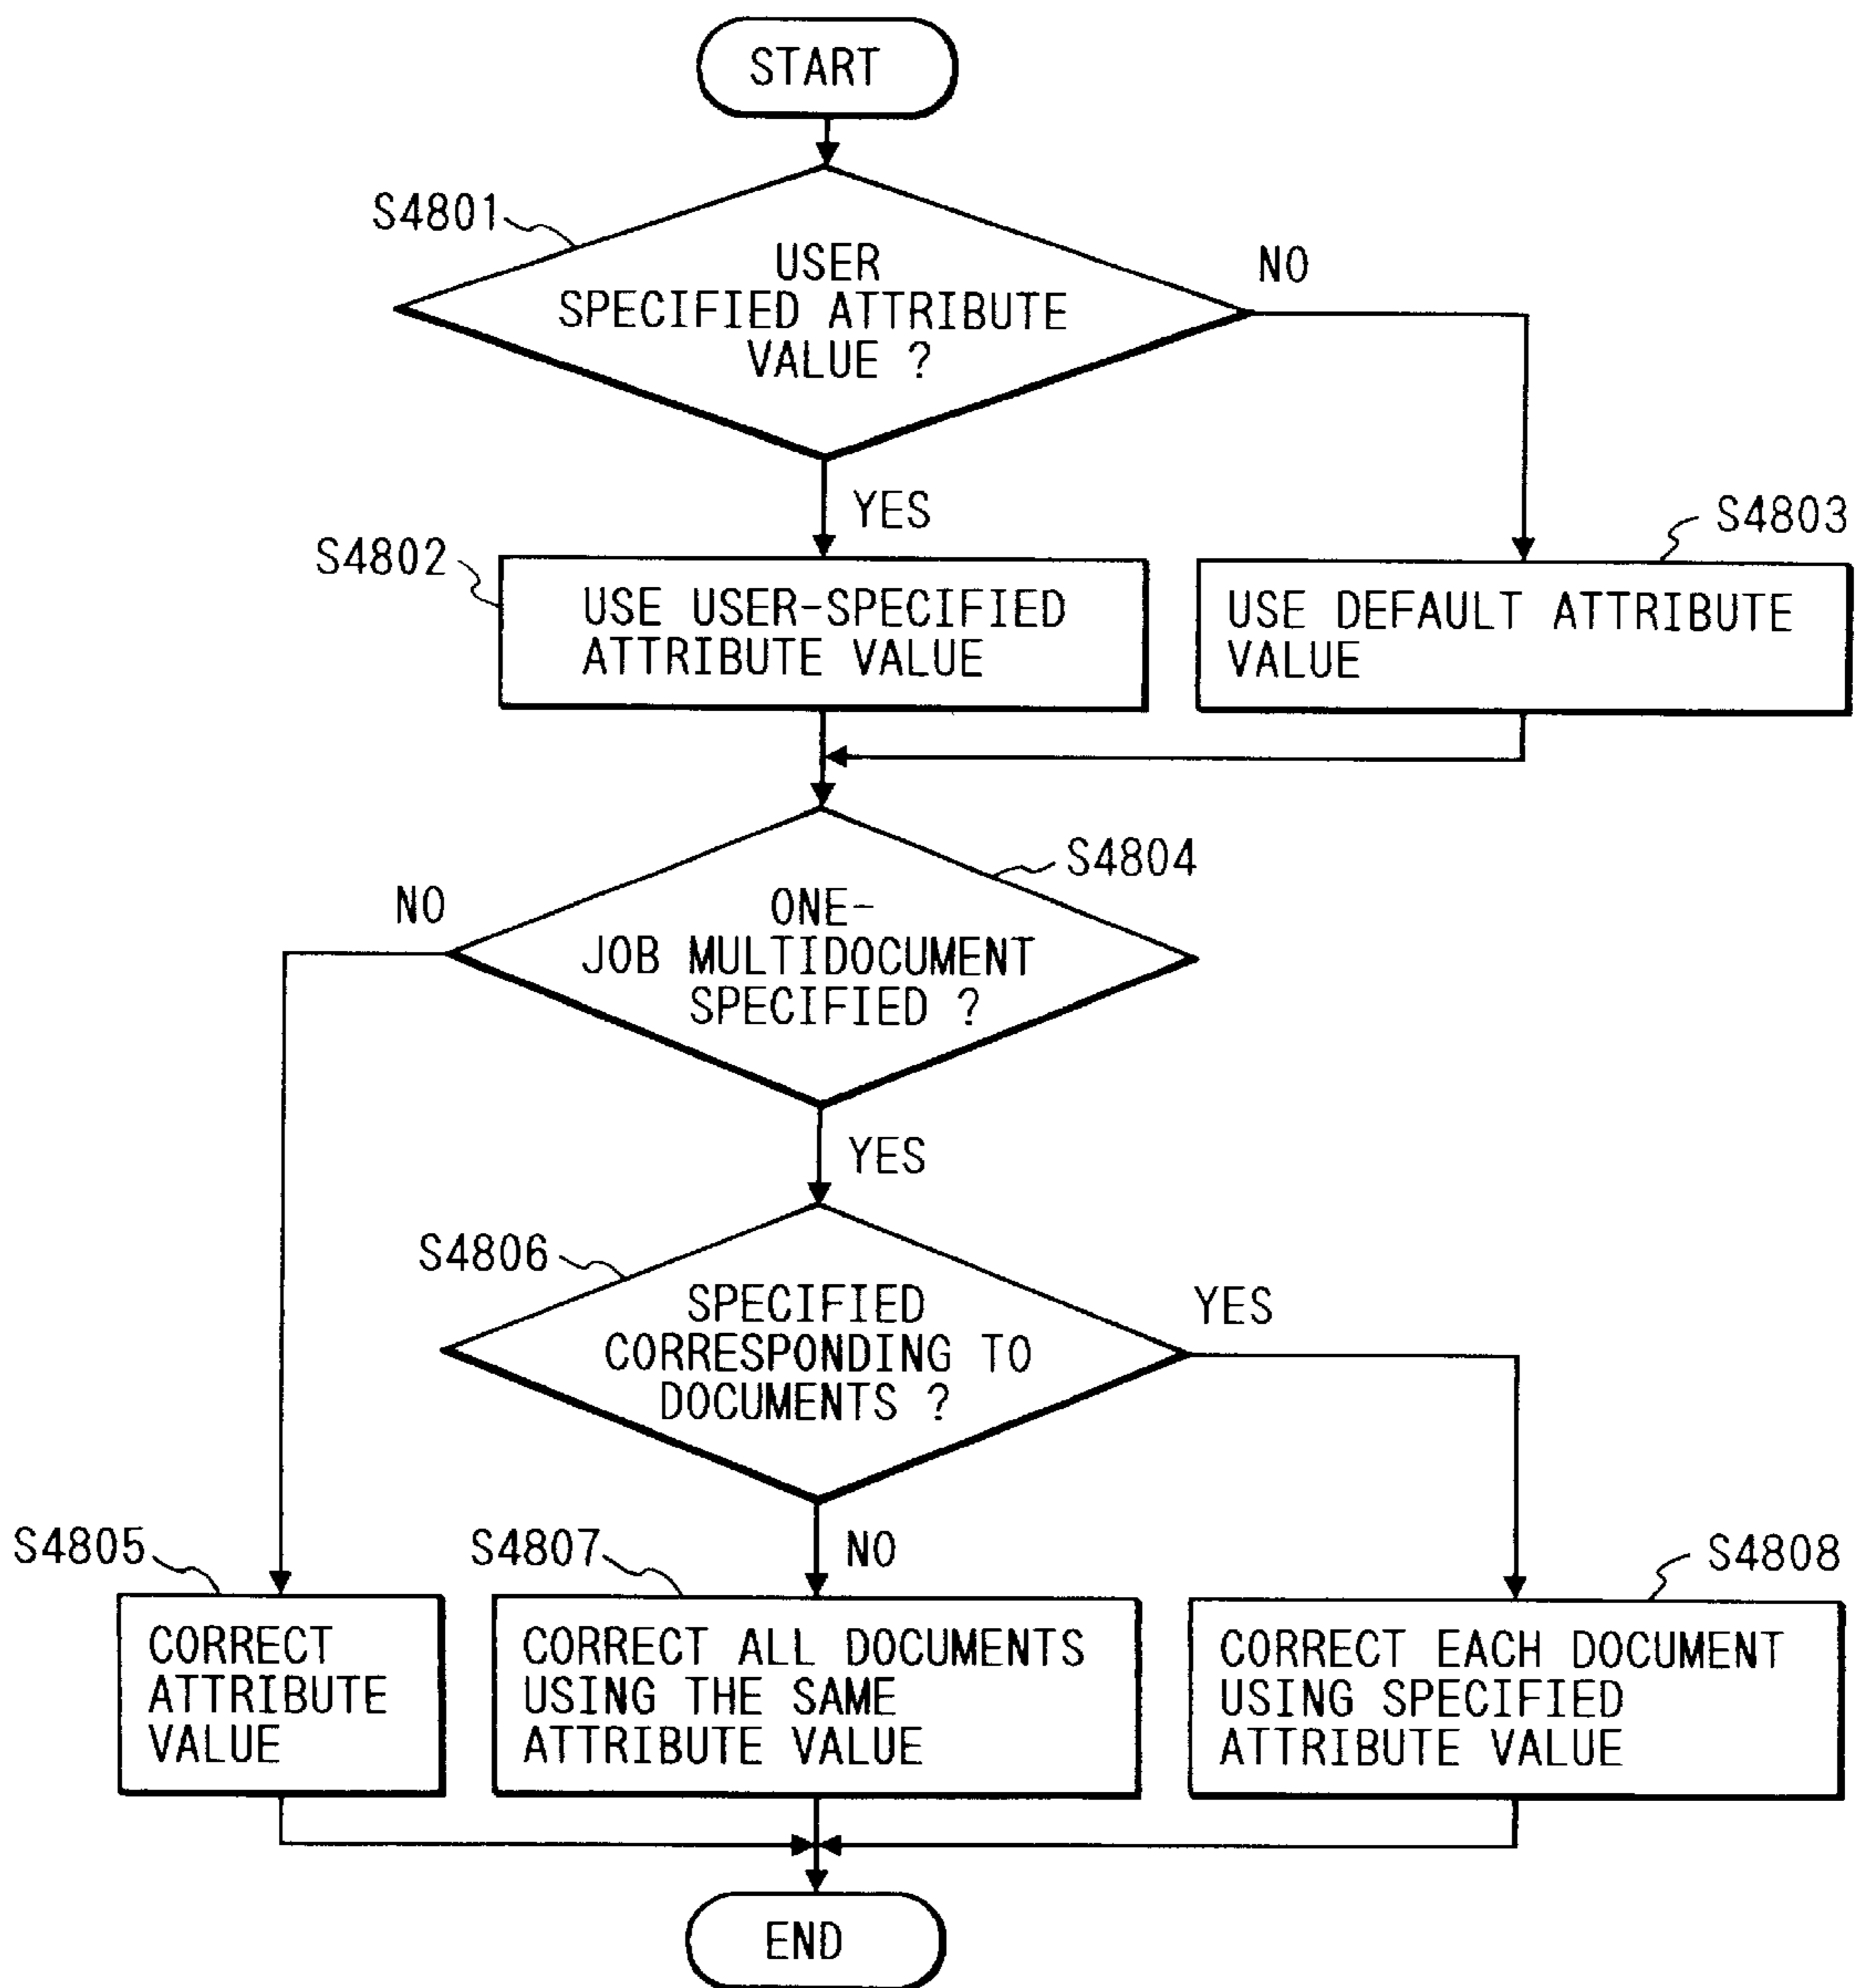 START
S4801
USER
SPECIFIED ATTRIBUTE
VALUE ?
NO
YES
S4802
USE USER-SPECIFIED
ATTRIBUTE VALUE
S4803
USE DEFAULT ATTRIBUTE
VALUE
S4804
NO
ONE-
JOB MULTIDOCUMENT
SPECIFIED ?
YES
S4806
SPECIFIED
CORRESPONDING TO
DOCUMENTS ?
YES
NO
S4805
CORRECT
ATTRIBUTE
VALUE
S4807
CORRECT ALL DOCUMENTS
USING THE SAME
ATTRIBUTE VALUE
S4808
CORRECT EACH DOCUMENT
USING SPECIFIED
ATTRIBUTE VALUE
END